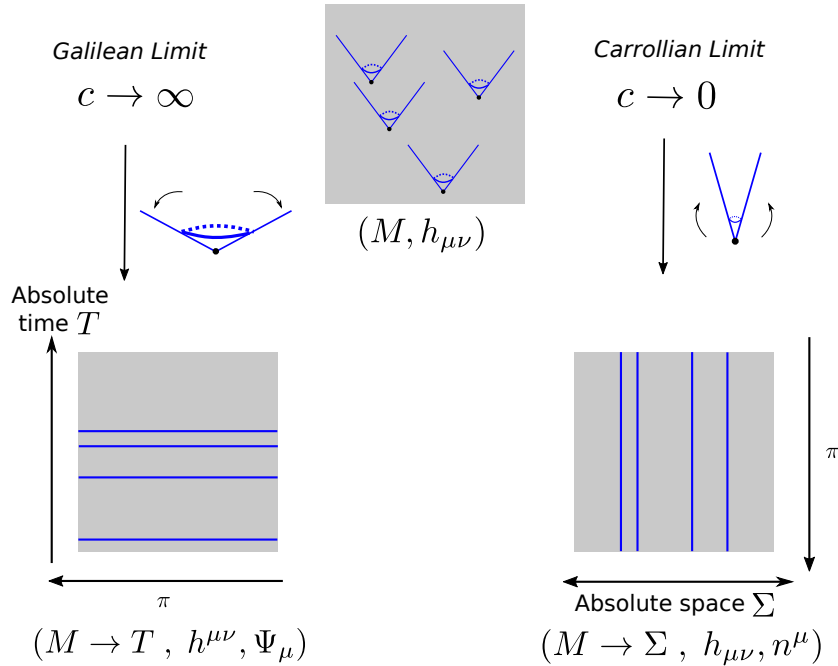 Galilean Limit
c → ∞
(M, h_{μν})
Carrollian Limit
c → 0
Absolute
time T
π
(M → T , h^{μν}, Ψ_μ)
π
Absolute space Σ
(M → Σ , h_{μν}, n^μ)